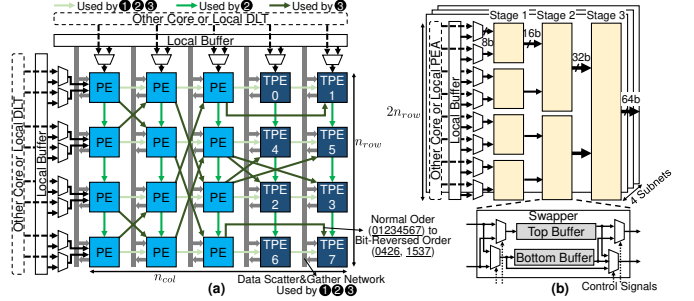 Used by ❶❷❸ Used by ❷ Used by ❸
Other Core or Local DLT
Local Buffer
Other Core or Local DLT
Local Buffer
PE PE PE TPE 0 TPE 1
PE PE PE TPE 4 TPE 5
PE PE PE TPE 2 TPE 3
PE PE PE TPE 6 TPE 7
n_row
n_col
Normal Oder
(01234567) to
Bit-Reversed Order
(0426, 1537)
Data Scatter&Gather Network
Used by ❶❷❸
(a)
Stage 1 Stage 2 Stage 3
8b 16b 32b 64b
2n_row
Other Core or Local PEA
Local Buffer
4 Subnets
Swapper
Top Buffer
Bottom Buffer
Control Signals
(b)